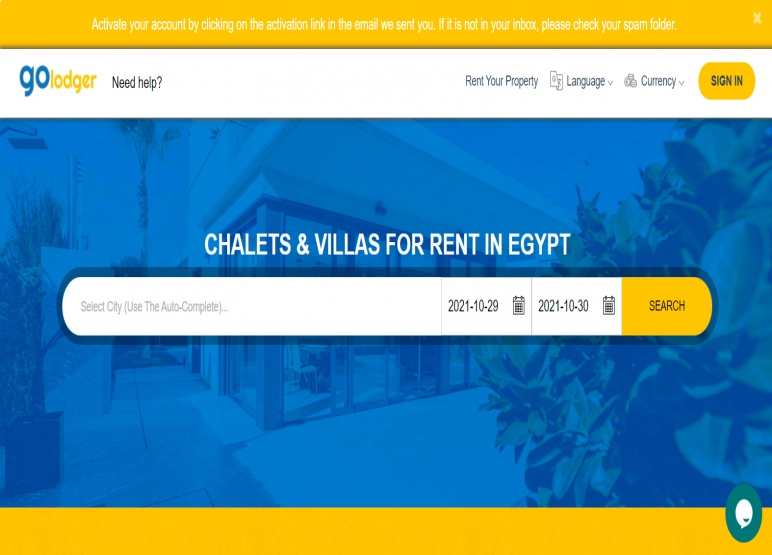 Activate your account by clicking on the activation link in the email we sent you. If it is not in your inbox, please check your spam folder.
×
golodger
Need help?
Rent Your Property
Language
Currency
SIGN IN
CHALETS & VILLAS FOR RENT IN EGYPT
Select City (Use The Auto-Complete)...
2021-10-29
2021-10-30
SEARCH